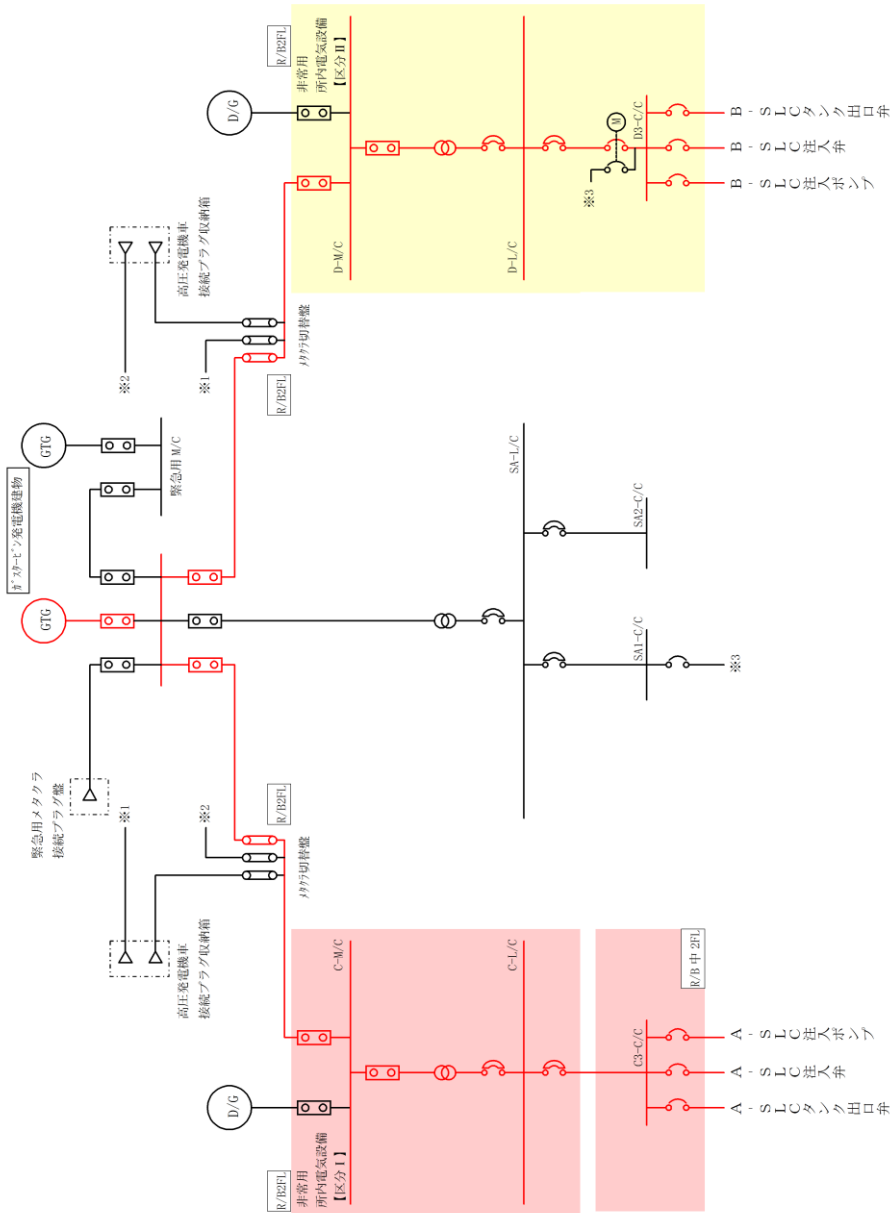 ガスタービン発電機建物
GTG
GTG
緊急用 M/C
緊急用メタクラ
接続プラグ盤
※1
高圧発電機車
接続プラグ収納箱
※2
メタクラ切替盤
R/B2FL
D/G
R/B2FL
非常用
所内電気設備
【区分Ⅰ】
C-M/C
C-L/C
R/B 中 2FL
C3-C/C
A - SLCタンク出口弁
A - SLC注入弁
A - SLC注入ポンプ
SA-L/C
SA1-C/C
SA2-C/C
※3
※2
高圧発電機車
接続プラグ収納箱
※1
メタクラ切替盤
R/B2FL
D/G
R/B2FL
非常用
所内電気設備
【区分Ⅱ】
D-M/C
D-L/C
※3
M
D3-C/C
B - SLC注入ポンプ
B - SLC注入弁
B - SLCタンク出口弁